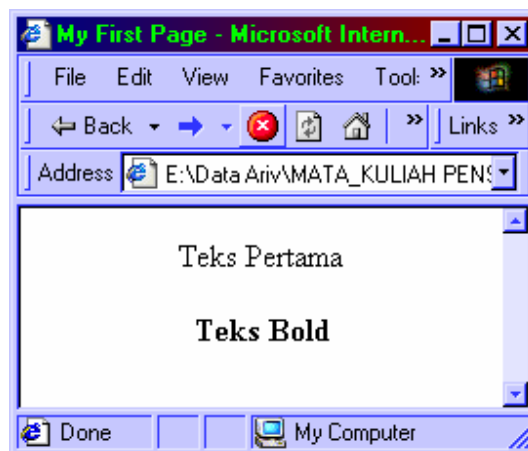 My First Page - Microsoft Intern...
File Edit View Favorites Tool
Back Links
Address E:\Data Ariv\MATA_KULIAH PENS
Teks Pertama
Teks Bold
Done My Computer